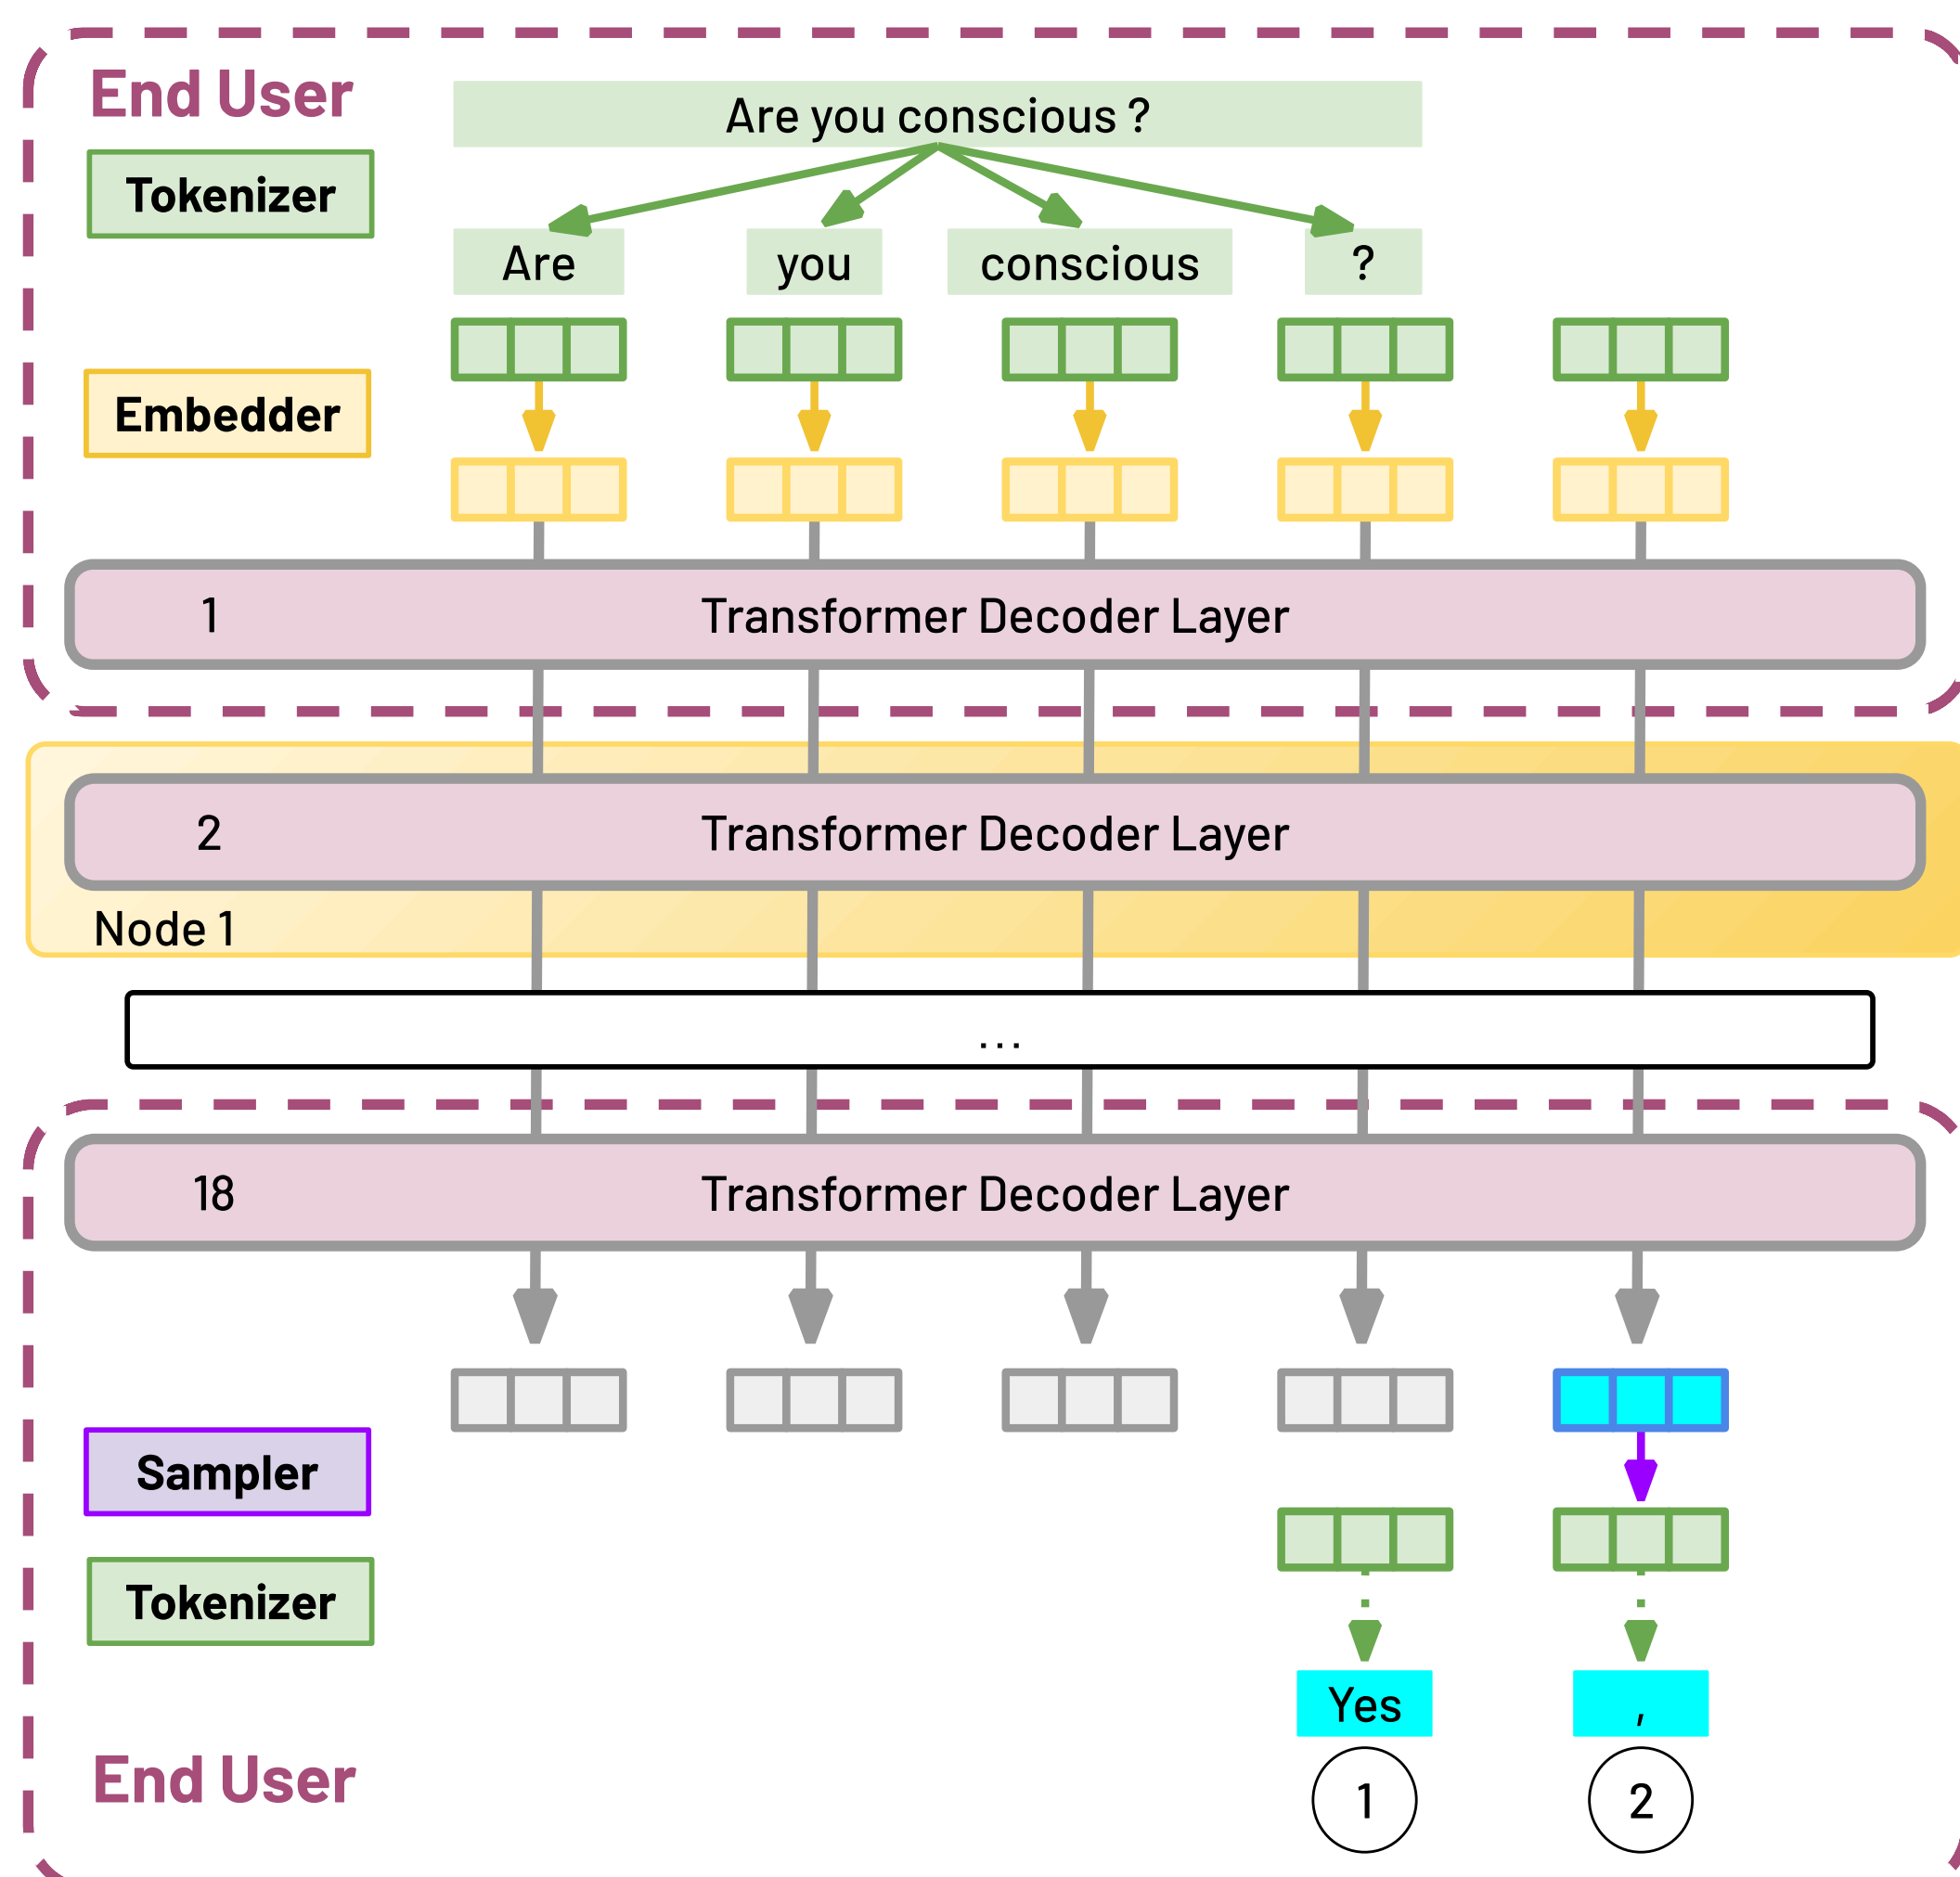 End User
Are you conscious ?
Tokenizer
Are you conscious ?
Embedder
1 Transformer Decoder Layer
2 Transformer Decoder Layer
Node 1
...
18 Transformer Decoder Layer
Sampler
Tokenizer
Yes ,
End User
1 2